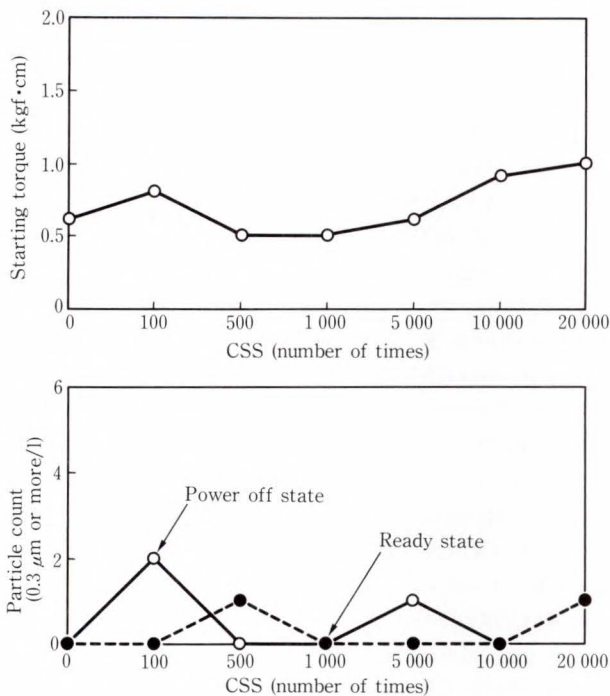 2.0
1.5
1.0
0.5
0
Starting torque (kgf•cm)
0 100 500 1 000 5 000 10 000 20 000
CSS (number of times)
6
4
2
0
Particle count
(0.3 μm or more/l)
Power off state
Ready state
0 100 500 1 000 5 000 10 000 20 000
CSS (number of times)